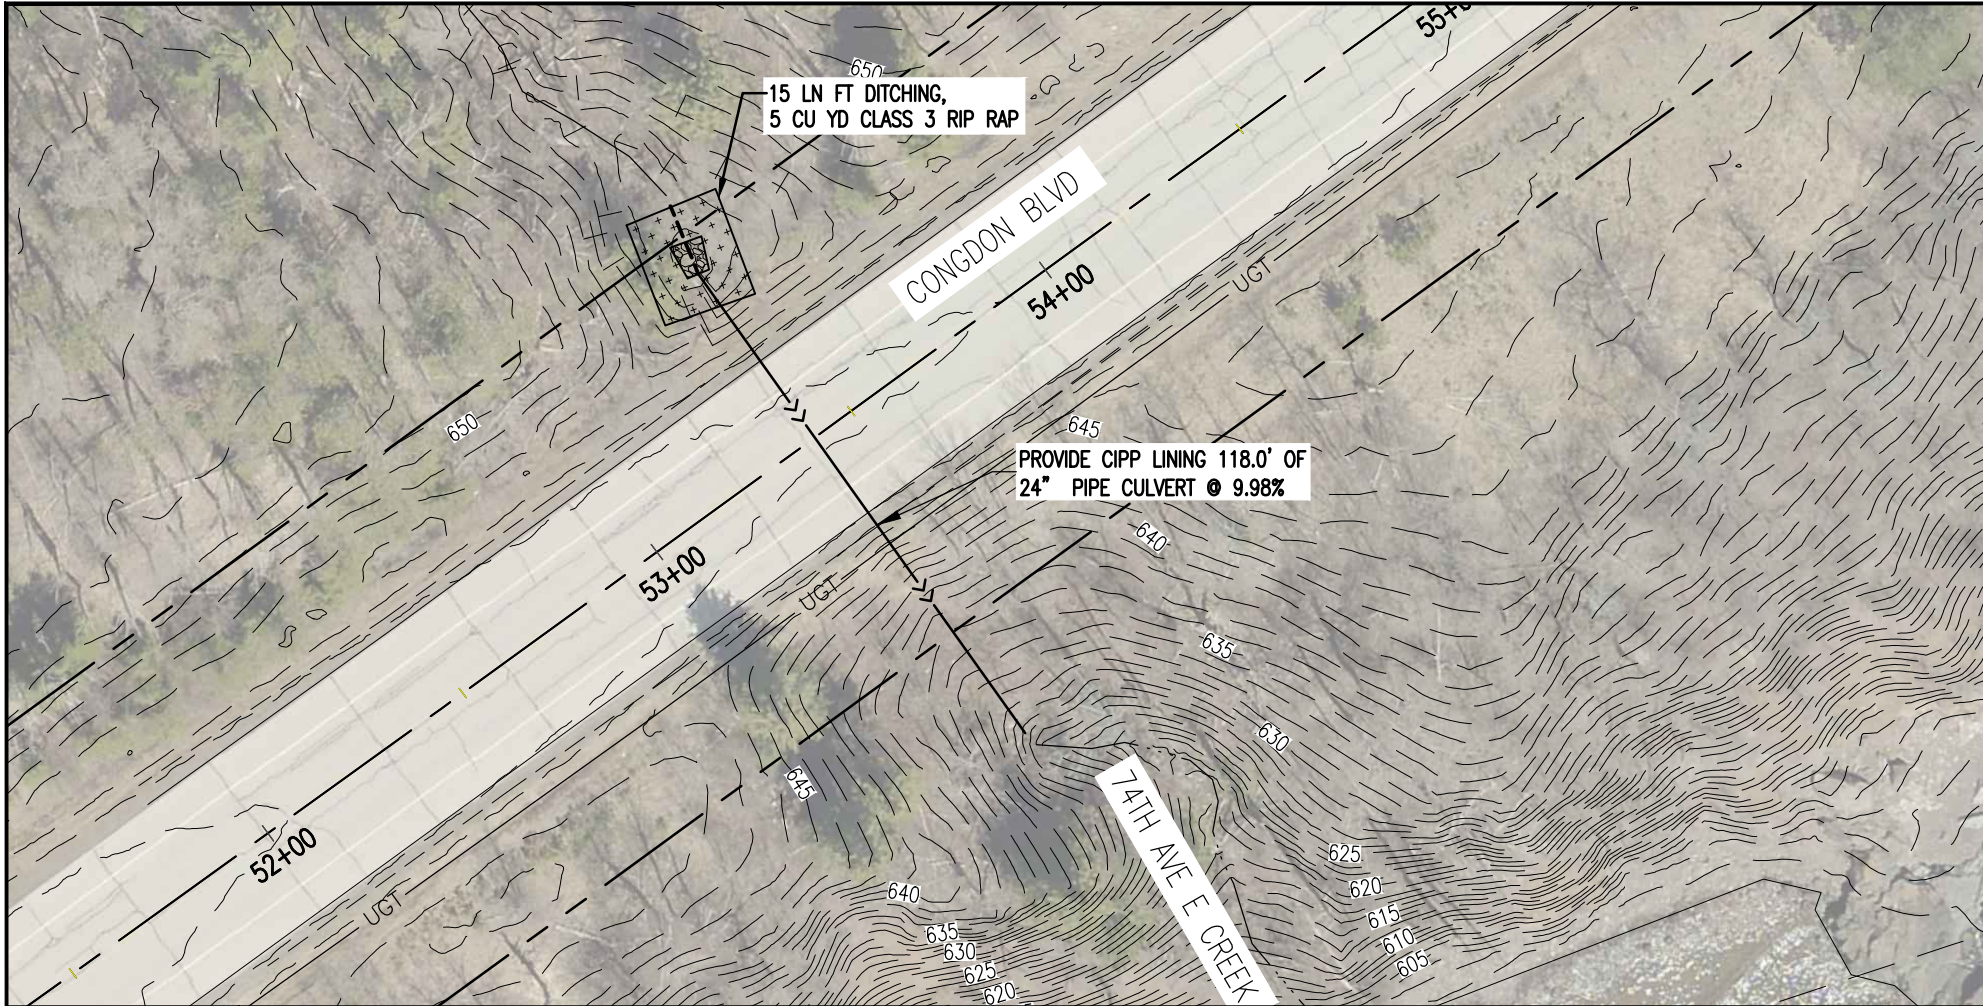 55+0
650
15 LN FT DITCHING,
5 CU YD CLASS 3 RIP RAP
CONGDON BLVD
54+00
UGT
650
645
PROVIDE CIPP LINING 118.0' OF
24" PIPE CULVERT @ 9.98%
640
53+00
UGT
635
630
645
74TH AVE E CREEK
52+00
UGT
625
640
620
615
635
610
630
605
625
620